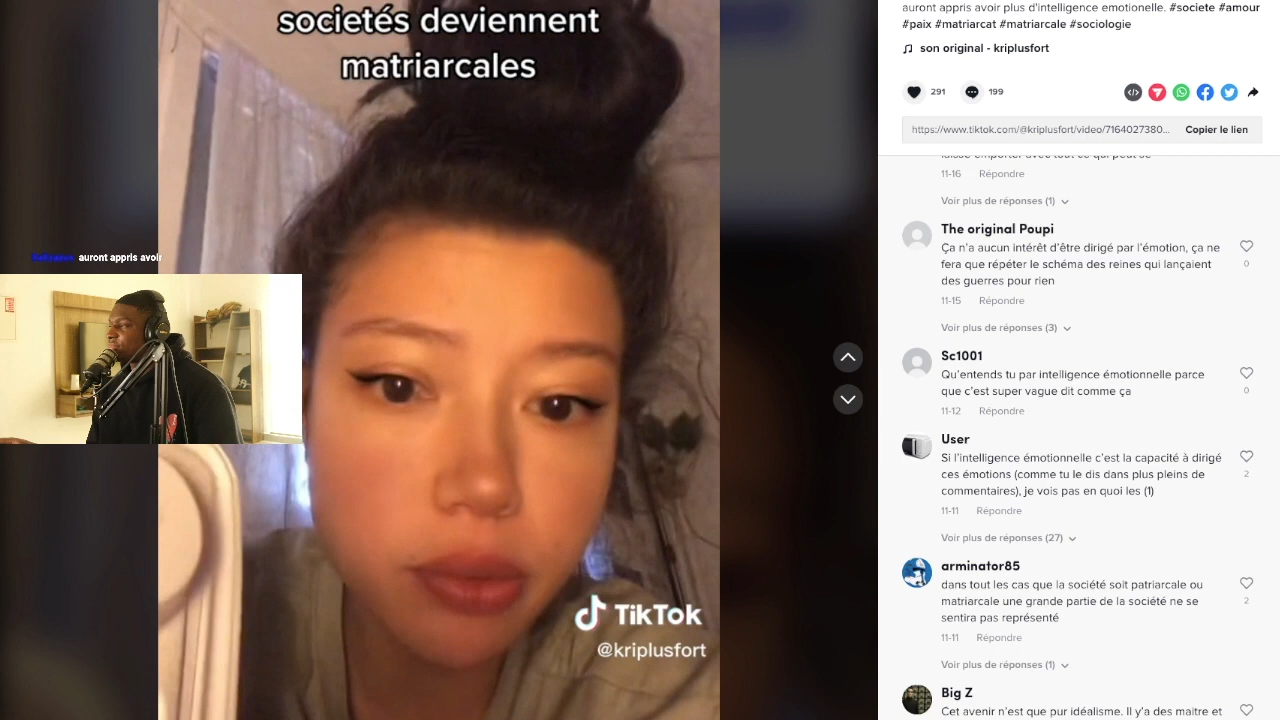 societés deviennent
matriarcales
auront appris avoir
TikTok
@kriplusfort
auront appris avoir plus d'intelligence emotionelle. #societe #amour
#paix #matriarcat #matriarcale #sociologie
son original - kriplusfort
291
199
https://www.tiktok.com/@kriplusfort/video/7164027380...
Copier le lien
11-16 Répondre
Voir plus de réponses (1)
The original Poupi
Ça n'a aucun intérêt d'être dirigé par l'émotion, ça ne
fera que répéter le schéma des reines qui lançaient
des guerres pour rien
0
11-15 Répondre
Voir plus de réponses (3)
Sc1001
Qu'entends tu par intelligence émotionnelle parce
que c'est super vague dit comme ça
0
11-12 Répondre
User
Si l'intelligence émotionnelle c'est la capacité à dirigé
ces émotions (comme tu le dis dans plus pleins de
commentaires), je vois pas en quoi les (1)
2
11-11 Répondre
Voir plus de réponses (27)
arminator85
dans tout les cas que la société soit patriarcale ou
matriarcale une grande partie de la société ne se
sentira pas représenté
2
11-11 Répondre
Voir plus de réponses (1)
Big Z
Cet avenir n'est que pur idéalisme. Il y'a des maitre et